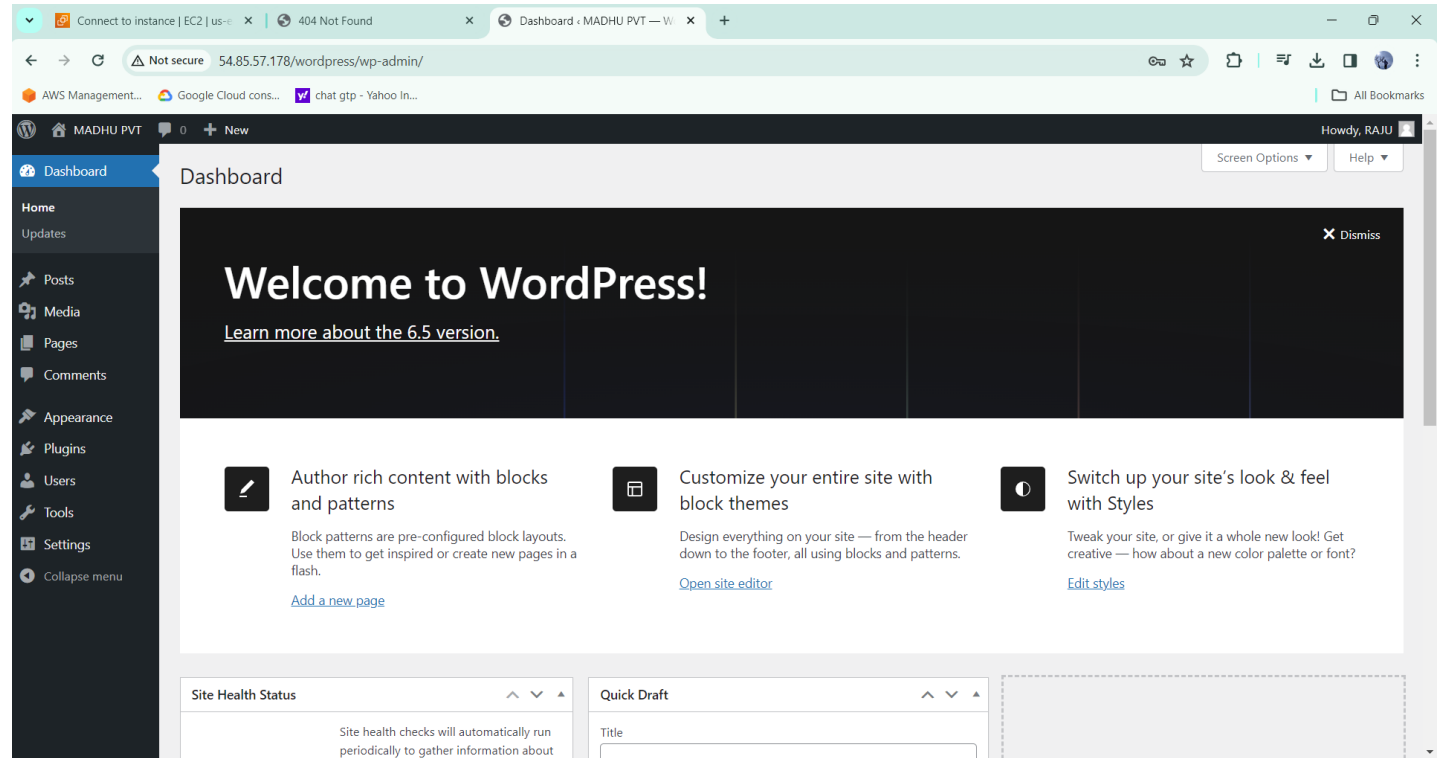 Connect to instance | EC2 | us-e
404 Not Found
Dashboard ‹ MADHU PVT — W
Not secure 54.85.57.178/wordpress/wp-admin/
AWS Management... Google Cloud cons... chat gtp - Yahoo In... All Bookmarks
MADHU PVT 0 New Howdy, RAJU
Screen Options Help
Dashboard
Home
Updates
Posts
Media
Pages
Comments
Appearance
Plugins
Users
Tools
Settings
Collapse menu
Dashboard
Dismiss
Welcome to WordPress!
Learn more about the 6.5 version.
Author rich content with blocks
and patterns
Block patterns are pre-configured block layouts.
Use them to get inspired or create new pages in a
flash.
Add a new page
Customize your entire site with
block themes
Design everything on your site — from the header
down to the footer, all using blocks and patterns.
Open site editor
Switch up your site’s look & feel
with Styles
Tweak your site, or give it a whole new look! Get
creative — how about a new color palette or font?
Edit styles
Site Health Status
Site health checks will automatically run
periodically to gather information about
Quick Draft
Title